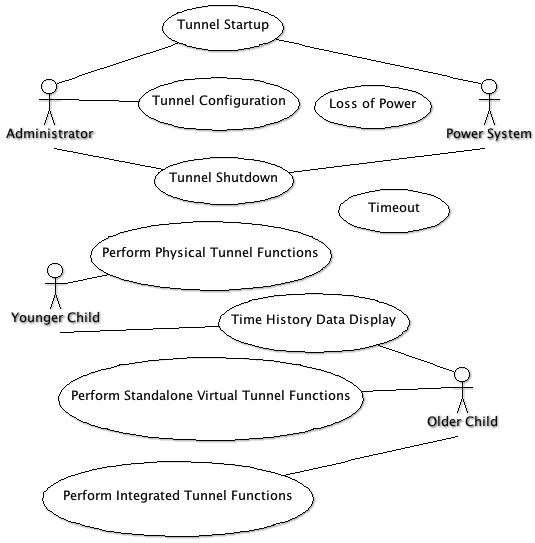 Tunnel Startup
Tunnel Configuration
Loss of Power
Administrator
Power System
Tunnel Shutdown
Timeout
Perform Physical Tunnel Functions
Younger Child
Time History Data Display
Perform Standalone Virtual Tunnel Functions
Older Child
Perform Integrated Tunnel Functions